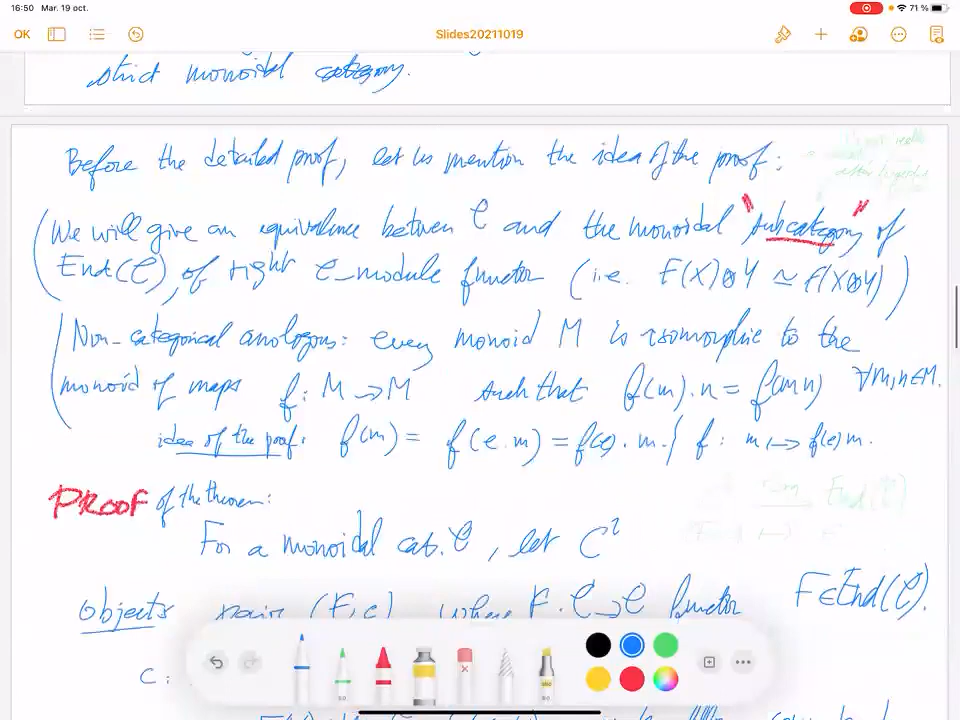 16:50 Mar. 19 oct.
71 %
OK
Slides20211019
strict monoidal category.
Before the detailed proof, let us mention the idea of the proof:
(We will give an equivalence between C and the monoidal "subcategory" of
End(C), of right C-module functor (i.e. F(X)⊗Y ≃ F(X⊗Y))
Non-categorical analogous: every monoid M is isomorphic to the
monoid of maps f: M → M such that f(m).n = f(mn) ∀m,n∈M.
idea of the proof: f(m) = f(e.m) = f(e).m. / f: m ↦ f(e)m.
PROOF of the theorem:
For a monoidal cat. C, let C²
Objects pairs (F,c) where F: C → C functor F∈End(C).
C: